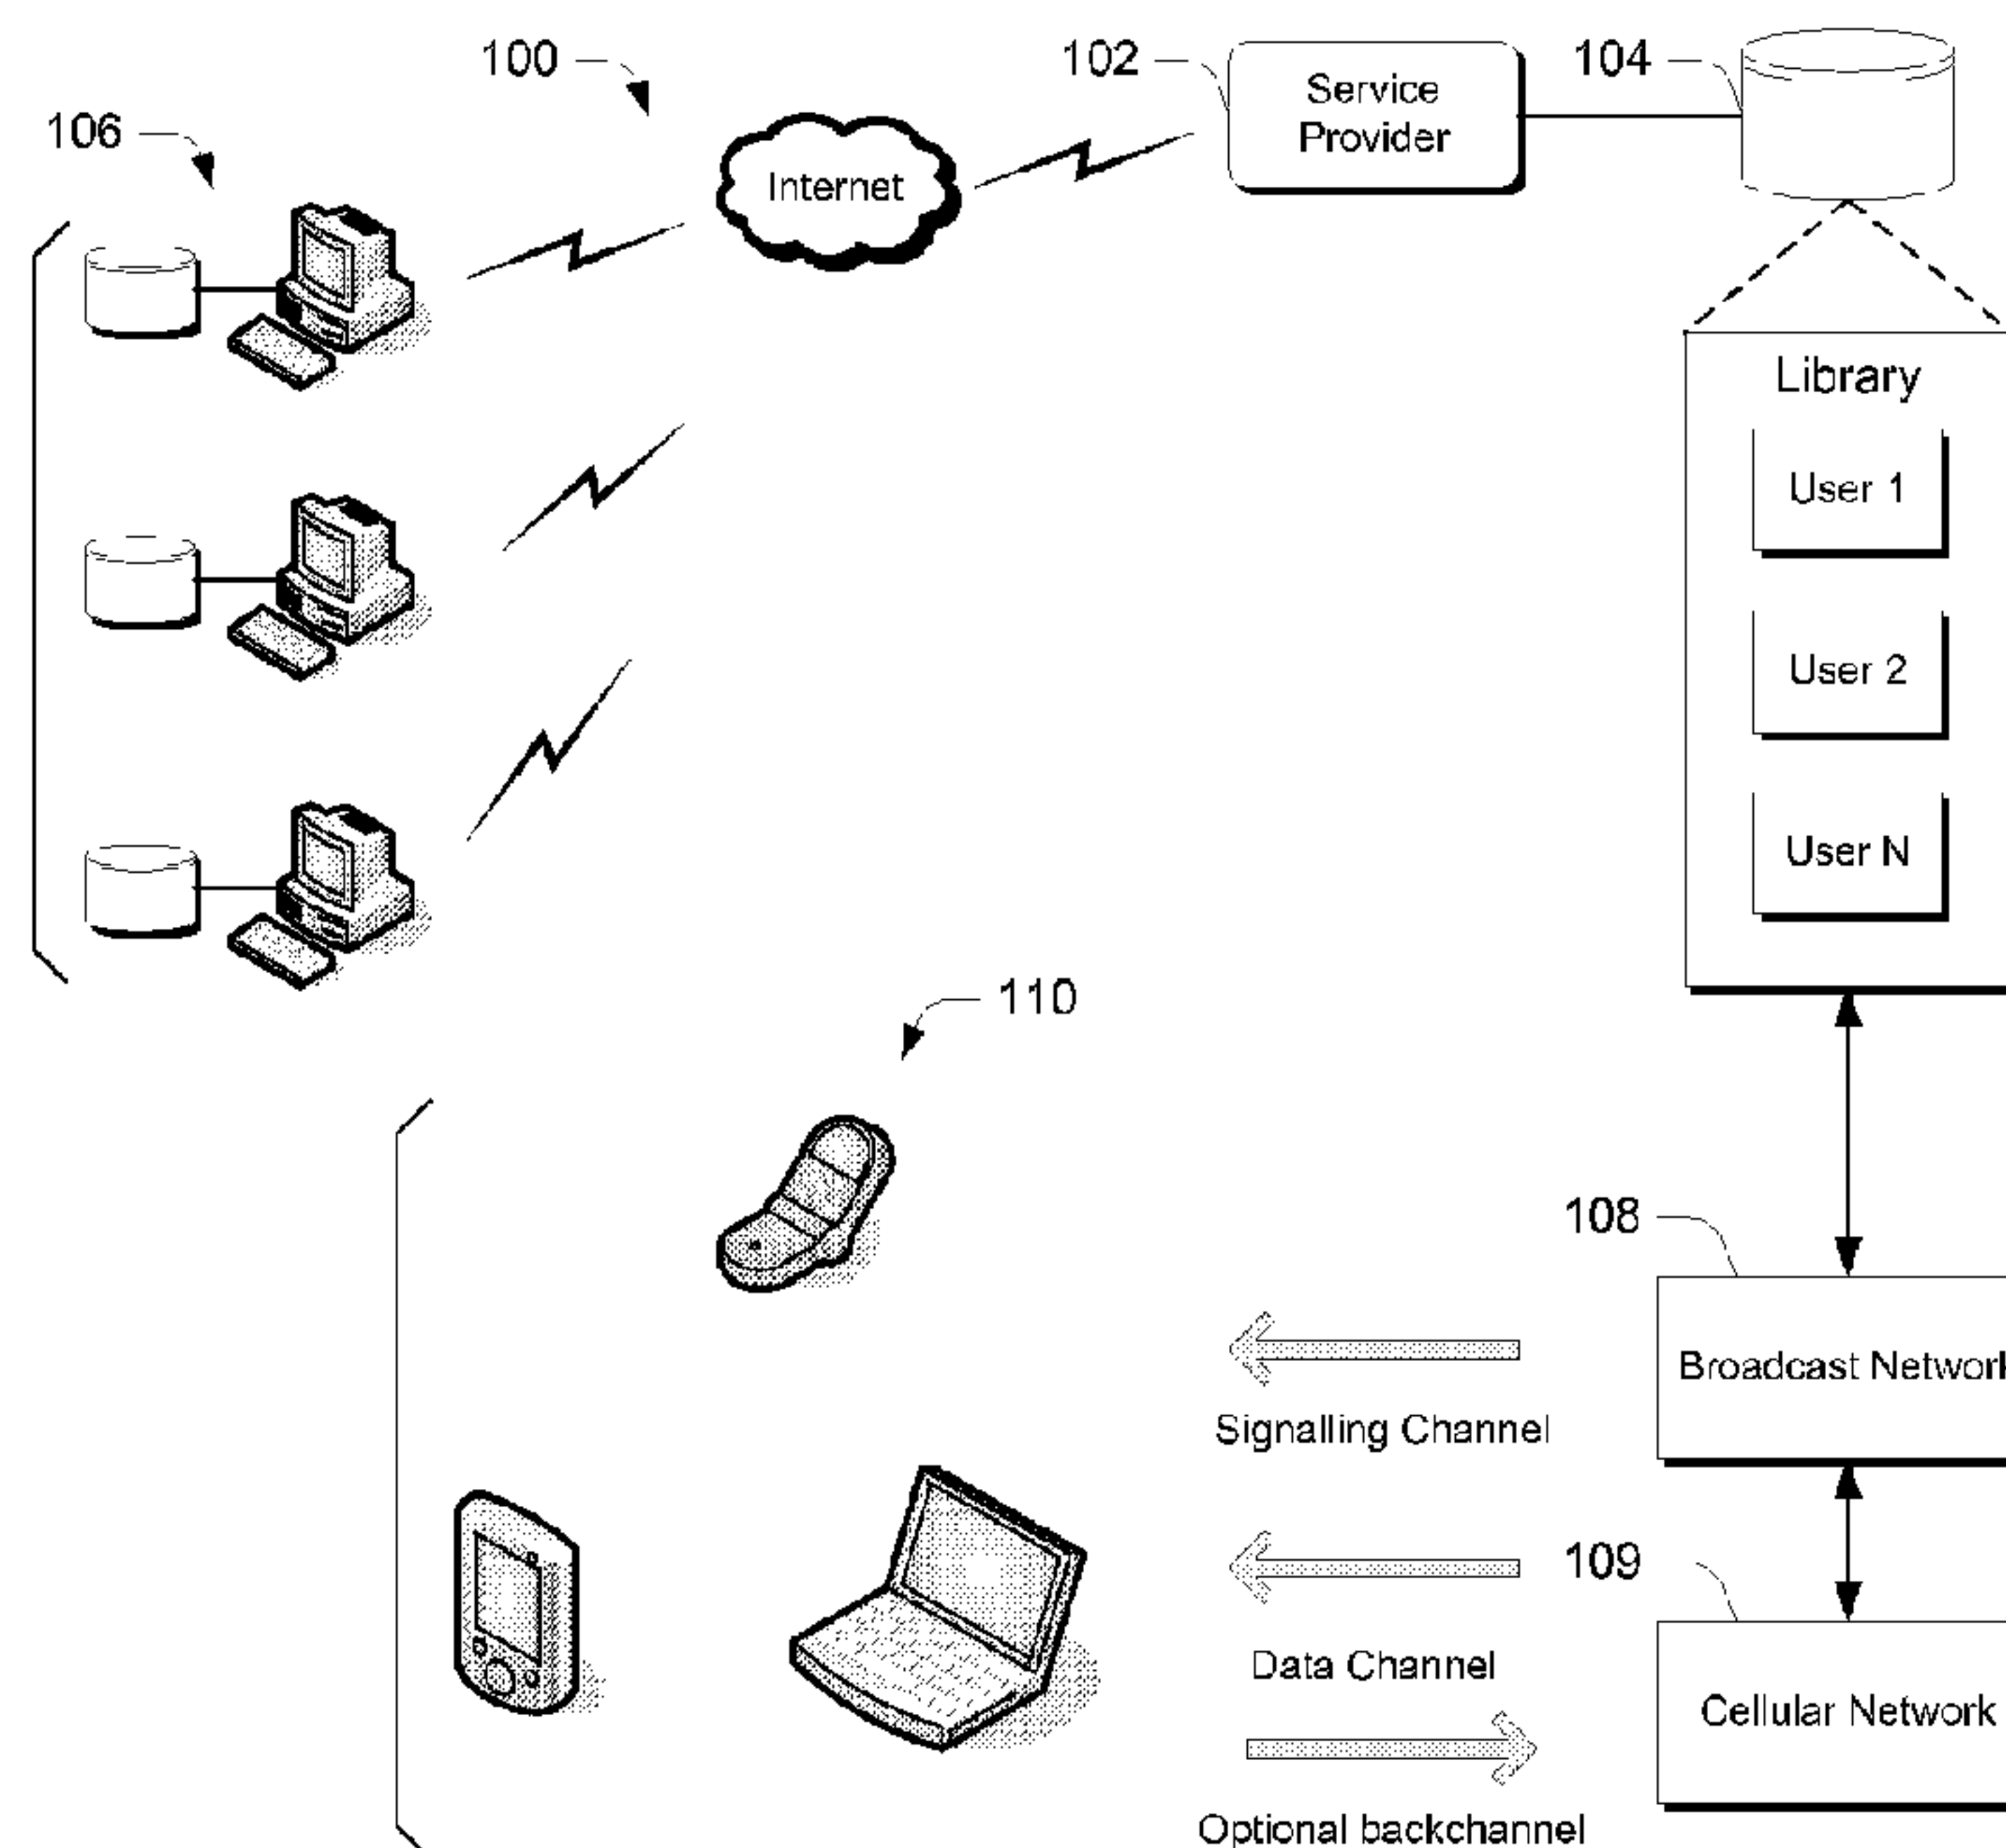 100
102
Service
Provider
104
106
Internet
Library
User 1
User 2
User N
110
108
Broadcast Network
Signalling Channel
109
Data Channel
Cellular Network
Optional backchannel